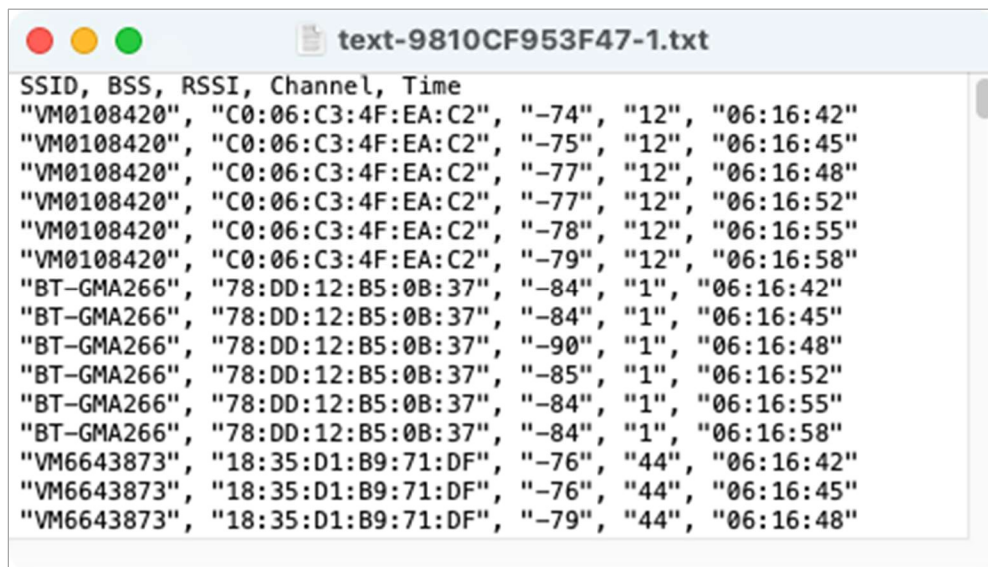 text-9810CF953F47-1.txt
SSID, BSS, RSSI, Channel, Time
"VM0108420", "C0:06:C3:4F:EA:C2", "-74", "12", "06:16:42"
"VM0108420", "C0:06:C3:4F:EA:C2", "-75", "12", "06:16:45"
"VM0108420", "C0:06:C3:4F:EA:C2", "-77", "12", "06:16:48"
"VM0108420", "C0:06:C3:4F:EA:C2", "-77", "12", "06:16:52"
"VM0108420", "C0:06:C3:4F:EA:C2", "-78", "12", "06:16:55"
"VM0108420", "C0:06:C3:4F:EA:C2", "-79", "12", "06:16:58"
"BT-GMA266", "78:DD:12:B5:0B:37", "-84", "1", "06:16:42"
"BT-GMA266", "78:DD:12:B5:0B:37", "-84", "1", "06:16:45"
"BT-GMA266", "78:DD:12:B5:0B:37", "-90", "1", "06:16:48"
"BT-GMA266", "78:DD:12:B5:0B:37", "-85", "1", "06:16:52"
"BT-GMA266", "78:DD:12:B5:0B:37", "-84", "1", "06:16:55"
"BT-GMA266", "78:DD:12:B5:0B:37", "-84", "1", "06:16:58"
"VM6643873", "18:35:D1:B9:71:DF", "-76", "44", "06:16:42"
"VM6643873", "18:35:D1:B9:71:DF", "-76", "44", "06:16:45"
"VM6643873", "18:35:D1:B9:71:DF", "-79", "44", "06:16:48"